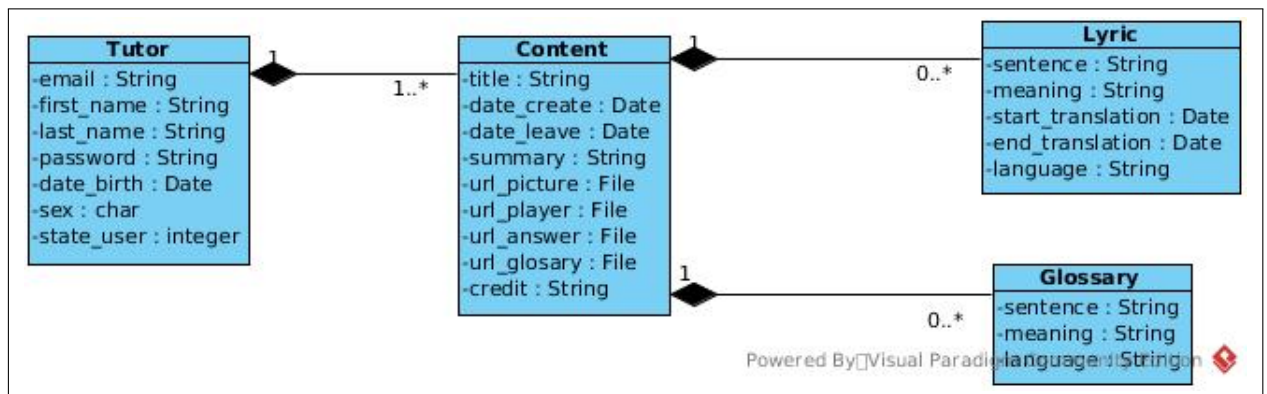 Tutor
-email : String
-first_name : String
-last_name : String
-password : String
-date_birth : Date
-sex : char
-state_user : integer
1
1..*
Content
-title : String
-date_create : Date
-date_leave : Date
-summary : String
-url_picture : File
-url_player : File
-url_answer : File
-url_glosary : File
-credit : String
1
0..*
1
0..*
Lyric
-sentence : String
-meaning : String
-start_translation : Date
-end_translation : Date
-language : String
Glossary
-sentence : String
-meaning : String
-language : String
Powered By Visual Paradigm Community Edition